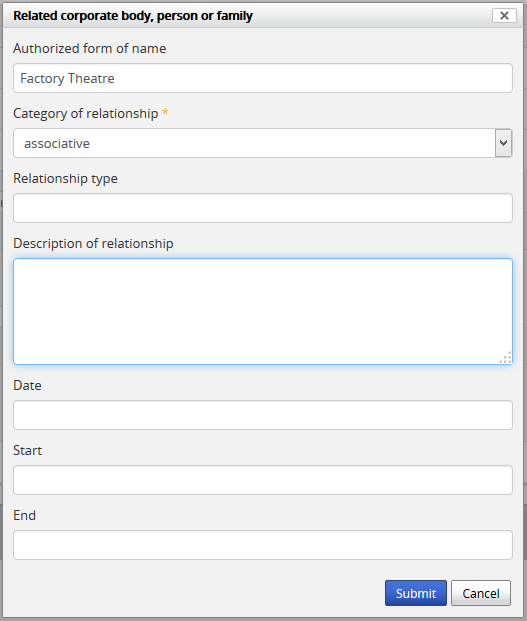 Related corporate body, person or family
Authorized form of name
Factory Theatre
Category of relationship *
associative
Relationship type
Description of relationship
Date
Start
End
Submit Cancel